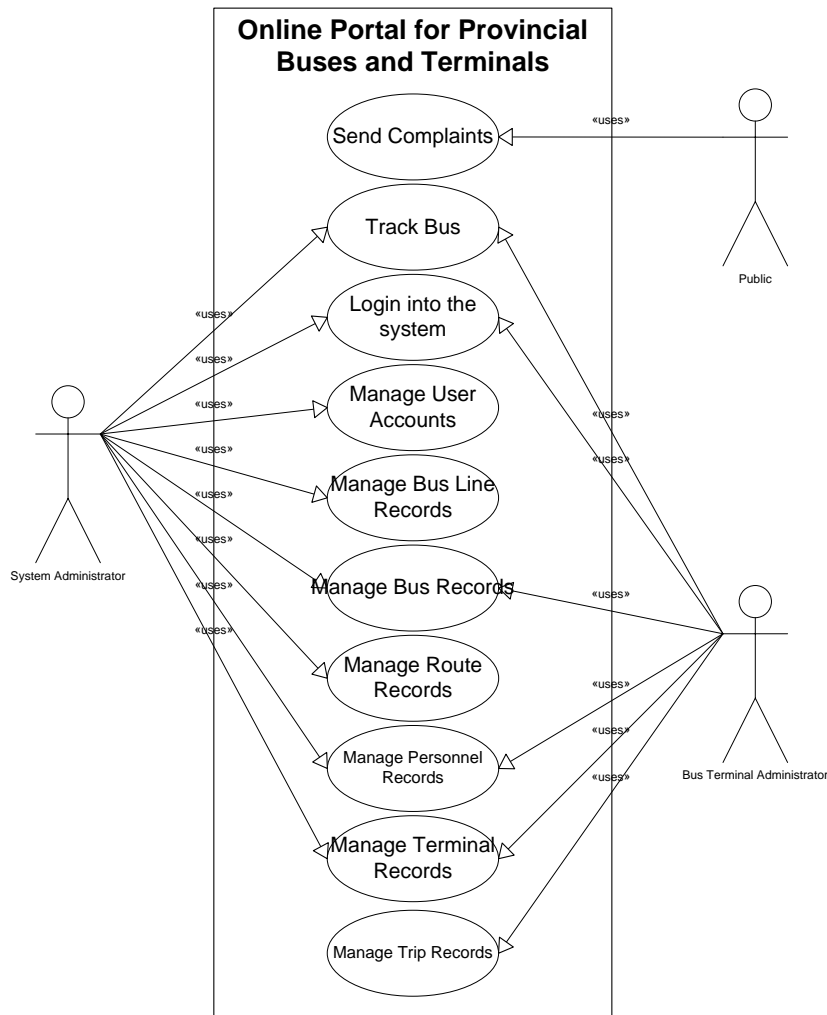 Online Portal for Provincial
Buses and Terminals
Send Complaints
«uses»
Public
Track Bus
Login into the
system
«uses»
«uses»
Manage User
Accounts
«uses»
«uses»
«uses»
Manage Bus Line
Records
«uses»
«uses»
System Administrator
Manage Bus Records
«uses»
«uses»
«uses»
Manage Route
Records
«uses»
«uses»
«uses»
Manage Personnel
Records
«uses»
«uses»
Bus Terminal Administrator
Manage Terminal
Records
Manage Trip Records